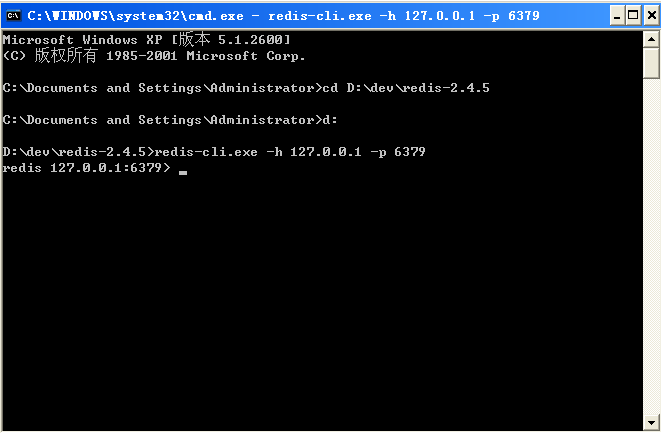 C:\WINDOWS\system32\cmd.exe - redis-cli.exe -h 127.0.0.1 -p 6379
Microsoft Windows XP [版本 5.1.2600]
(C) 版权所有 1985-2001 Microsoft Corp.
C:\Documents and Settings\Administrator>cd D:\dev\redis-2.4.5
C:\Documents and Settings\Administrator>d:
D:\dev\redis-2.4.5>redis-cli.exe -h 127.0.0.1 -p 6379
redis 127.0.0.1:6379> _